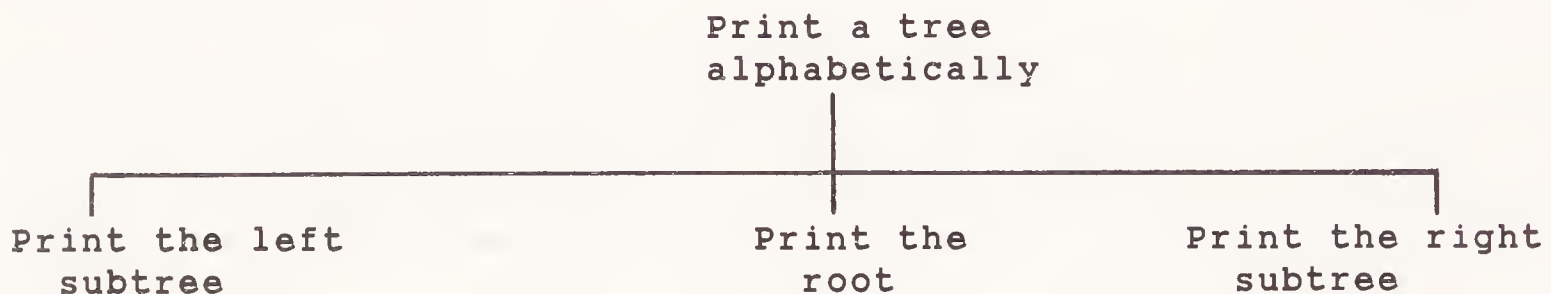 Print a tree
alphabetically
Print the left
subtree
Print the
root
Print the right
subtree